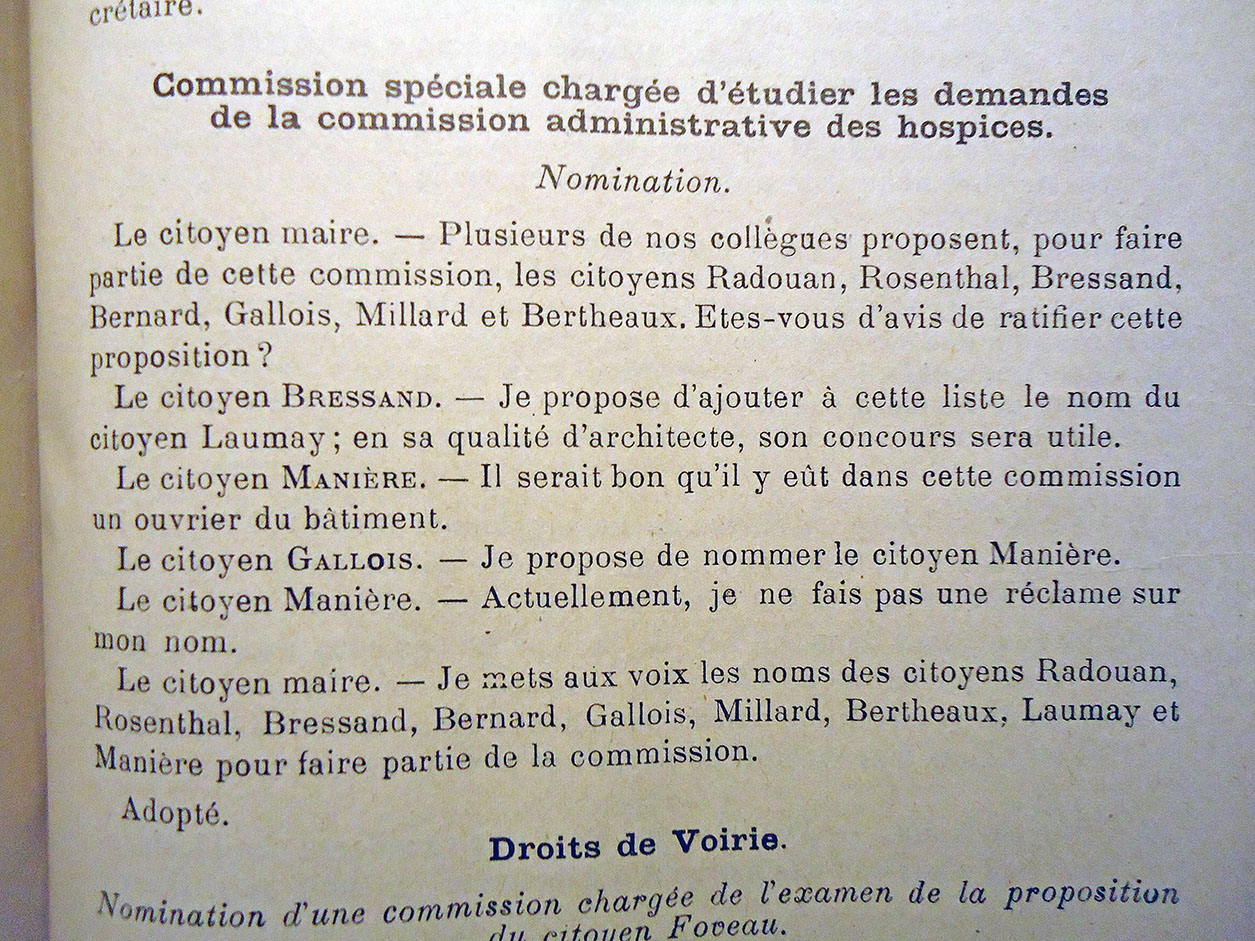 crétaire.
Commission spéciale chargée d'étudier les demandes
de la commission administrative des hospices.
Nomination.
Le citoyen maire. — Plusieurs de nos collègues proposent, pour faire
partie de cette commission, les citoyens Radouan, Rosenthal, Bressand,
Bernard, Gallois, Millard et Bertheaux. Etes-vous d'avis de ratifier cette
proposition ?
Le citoyen BRESSAND. — Je propose d'ajouter à cette liste le nom du
citoyen Laumay ; en sa qualité d'architecte, son concours sera utile.
Le citoyen MANIÈRE. — Il serait bon qu'il y eût dans cette commission
un ouvrier du bâtiment.
Le citoyen GALLOIS. — Je propose de nommer le citoyen Manière.
Le citoyen Manière. — Actuellement, je ne fais pas une réclame sur
mon nom.
Le citoyen maire. — Je mets aux voix les noms des citoyens Radouan,
Rosenthal, Bressand, Bernard, Gallois, Millard, Bertheaux, Laumay et
Manière pour faire partie de la commission.
Adopté.
Droits de Voirie.
Nomination d'une commission chargée de l'examen de la proposition
du citoyen Foveau.